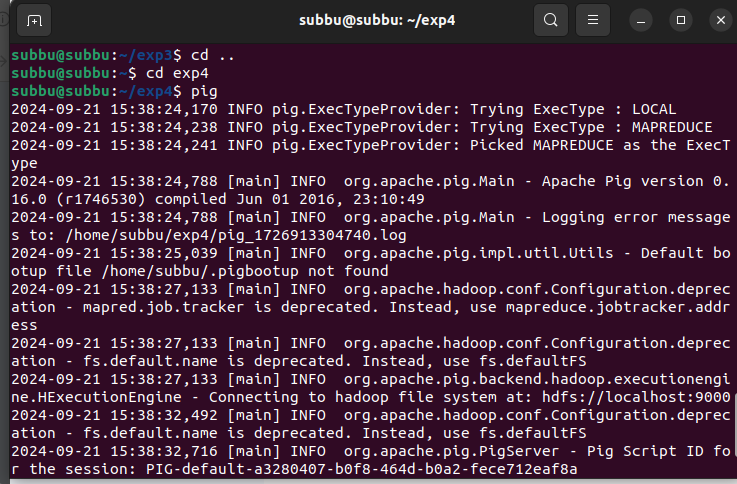 subbu@subbu: ~/exp4
subbu@subbu:~/exp3$ cd ..
subbu@subbu:~$ cd exp4
subbu@subbu:~/exp4$ pig
2024-09-21 15:38:24,170 INFO pig.ExecTypeProvider: Trying ExecType : LOCAL
2024-09-21 15:38:24,238 INFO pig.ExecTypeProvider: Trying ExecType : MAPREDUCE
2024-09-21 15:38:24,241 INFO pig.ExecTypeProvider: Picked MAPREDUCE as the ExecT
ype
2024-09-21 15:38:24,788 [main] INFO  org.apache.pig.Main - Apache Pig version 0.
16.0 (r1746530) compiled Jun 01 2016, 23:10:49
2024-09-21 15:38:24,788 [main] INFO  org.apache.pig.Main - Logging error message
s to: /home/subbu/exp4/pig_1726913304740.log
2024-09-21 15:38:25,039 [main] INFO  org.apache.pig.impl.util.Utils - Default bo
otup file /home/subbu/.pigbootup not found
2024-09-21 15:38:27,133 [main] INFO  org.apache.hadoop.conf.Configuration.deprec
ation - mapred.job.tracker is deprecated. Instead, use mapreduce.jobtracker.addr
ess
2024-09-21 15:38:27,133 [main] INFO  org.apache.hadoop.conf.Configuration.deprec
ation - fs.default.name is deprecated. Instead, use fs.defaultFS
2024-09-21 15:38:27,133 [main] INFO  org.apache.pig.backend.hadoop.executionengi
ne.HExecutionEngine - Connecting to hadoop file system at: hdfs://localhost:9000
2024-09-21 15:38:32,492 [main] INFO  org.apache.hadoop.conf.Configuration.deprec
ation - fs.default.name is deprecated. Instead, use fs.defaultFS
2024-09-21 15:38:32,716 [main] INFO  org.apache.pig.PigServer - Pig Script ID fo
r the session: PIG-default-a3280407-b0f8-464d-b0a2-fece712eaf8a